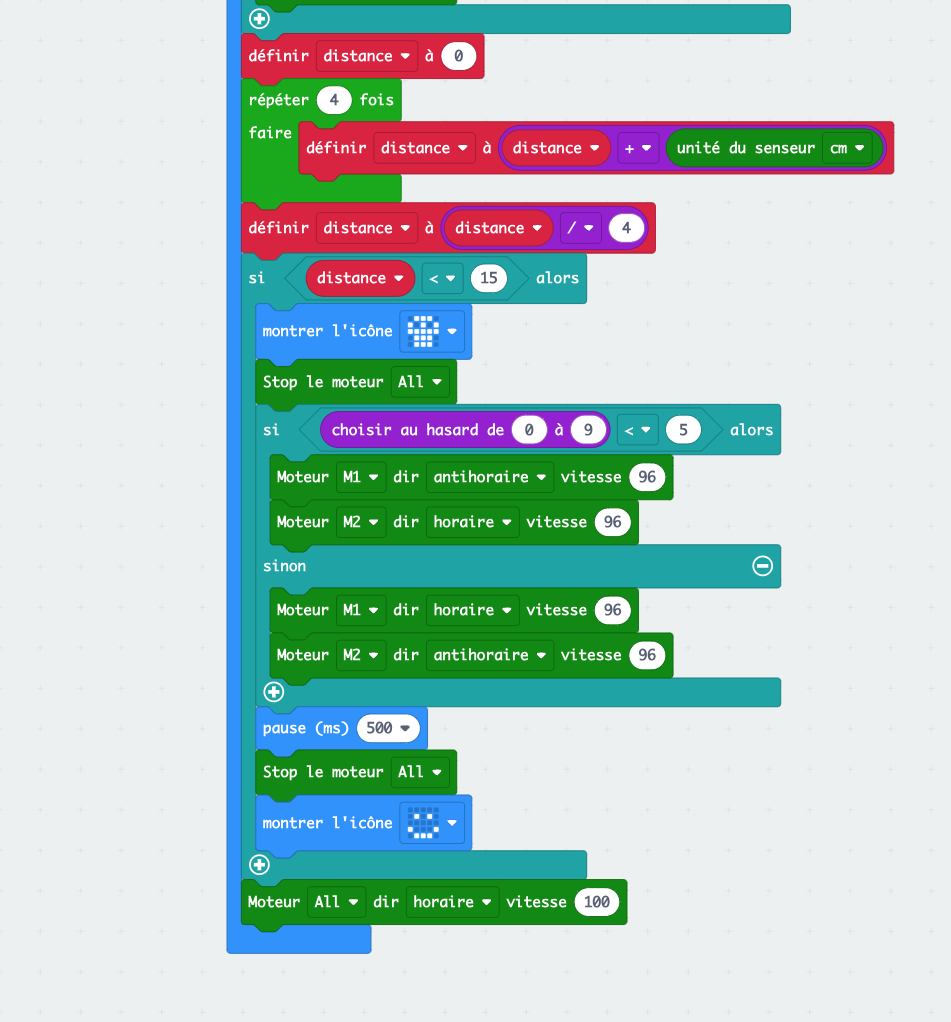 définir distance à 0
répéter 4 fois
faire définir distance à distance + unité du senseur cm
définir distance à distance / 4
si distance < 15 alors
montrer l'icône
Stop le moteur All
si choisir au hasard de 0 à 9 < 5 alors
Moteur M1 dir antihoraire vitesse 96
Moteur M2 dir horaire vitesse 96
sinon
Moteur M1 dir horaire vitesse 96
Moteur M2 dir antihoraire vitesse 96
pause (ms) 500
Stop le moteur All
montrer l'icône
Moteur All dir horaire vitesse 100